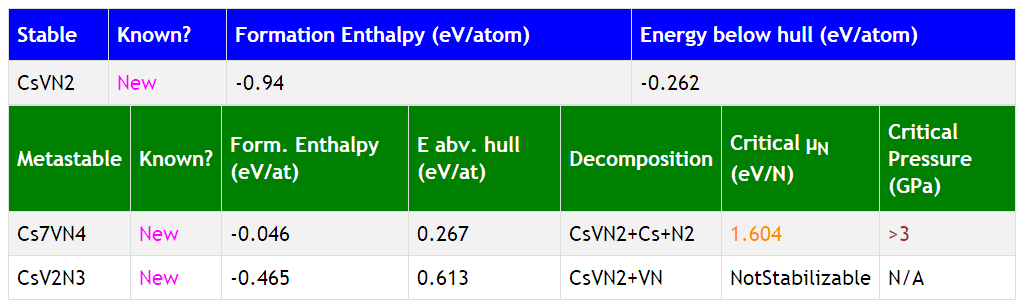 Stable Known? Formation Enthalpy (eV/atom) Energy below hull (eV/atom)
CsVN2 New -0.94 -0.262
Metastable Known? Form. Enthalpy (eV/at) E abv. hull (eV/at) Decomposition Critical μN (eV/N) Critical Pressure (GPa)
Cs7VN4 New -0.046 0.267 CsVN2+Cs+N2 1.604 >3
CsV2N3 New -0.465 0.613 CsVN2+VN NotStabilizable N/A